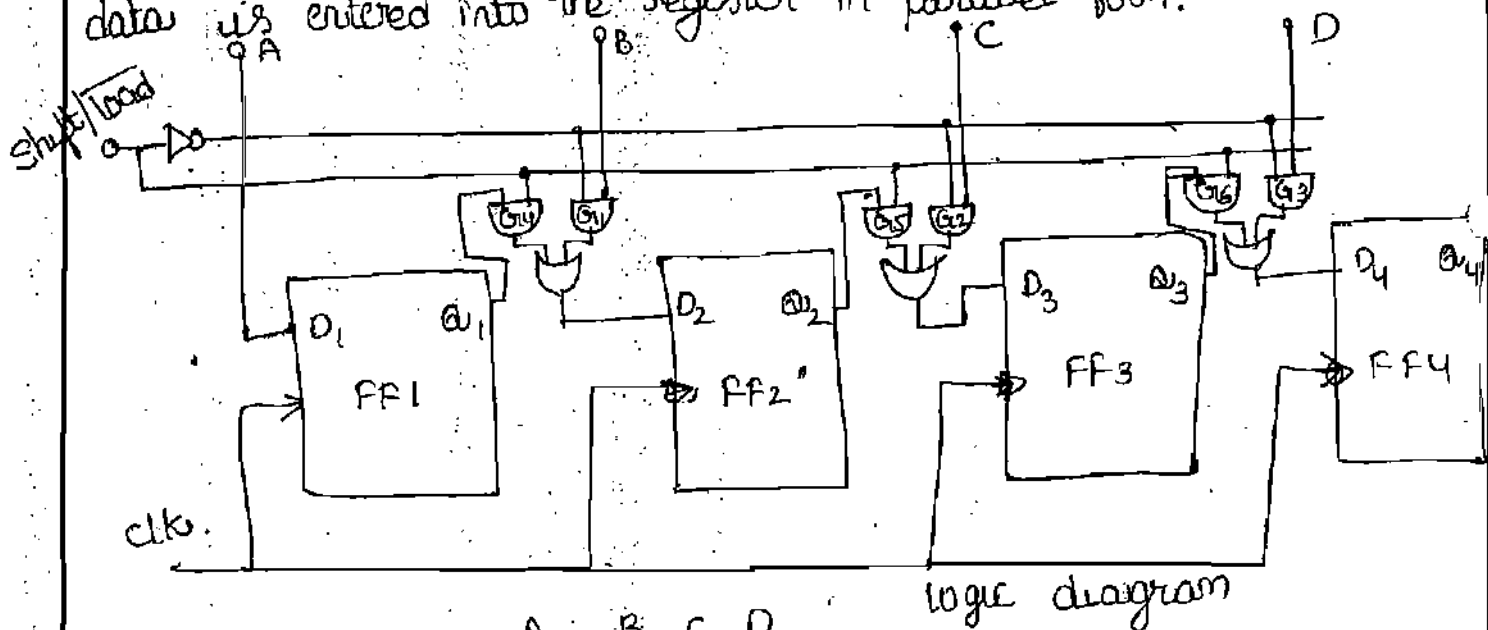 data is entered into the register in parallel form.
A B C D
Shift/Load
G4 G1 G5 G2 G6 G3
D1 Q1 D2 Q2 D3 Q3 D4 Q4
FF1 FF2 FF3 FF4
Clk.
logic diagram
A B C D